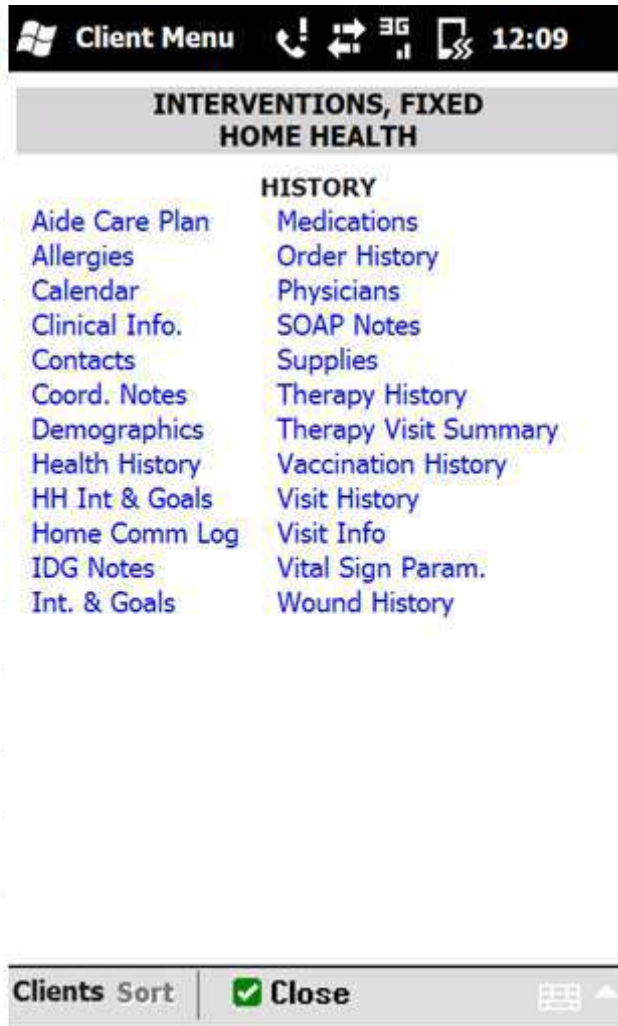 Client Menu 3G 12:09
INTERVENTIONS, FIXED
HOME HEALTH
HISTORY
Aide Care Plan
Allergies
Calendar
Clinical Info.
Contacts
Coord. Notes
Demographics
Health History
HH Int & Goals
Home Comm Log
IDG Notes
Int. & Goals
Medications
Order History
Physicians
SOAP Notes
Supplies
Therapy History
Therapy Visit Summary
Vaccination History
Visit History
Visit Info
Vital Sign Param.
Wound History
Clients Sort Close